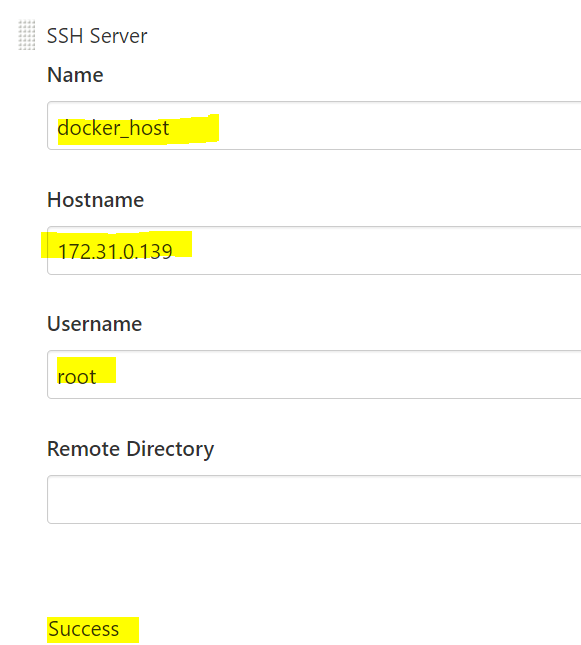 SSH Server
Name
docker_host
Hostname
172.31.0.139
Username
root
Remote Directory
Success